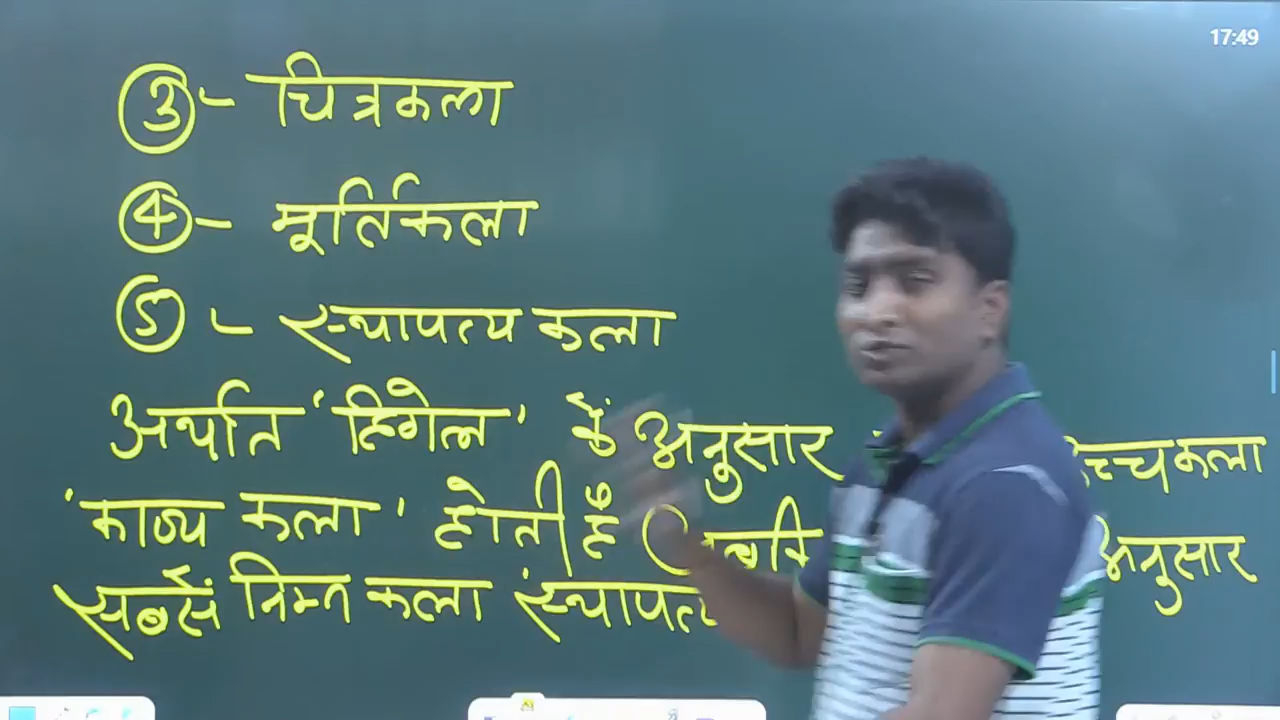 17:49
③ - चित्रकला
④ - मूर्तिकला
⑤ - स्थापत्य कला
अर्थात 'हिगेल' के अनुसार उच्चकला
'काव्य कला' होती है अनुसार
सबसे निम्न कला स्थापत्य